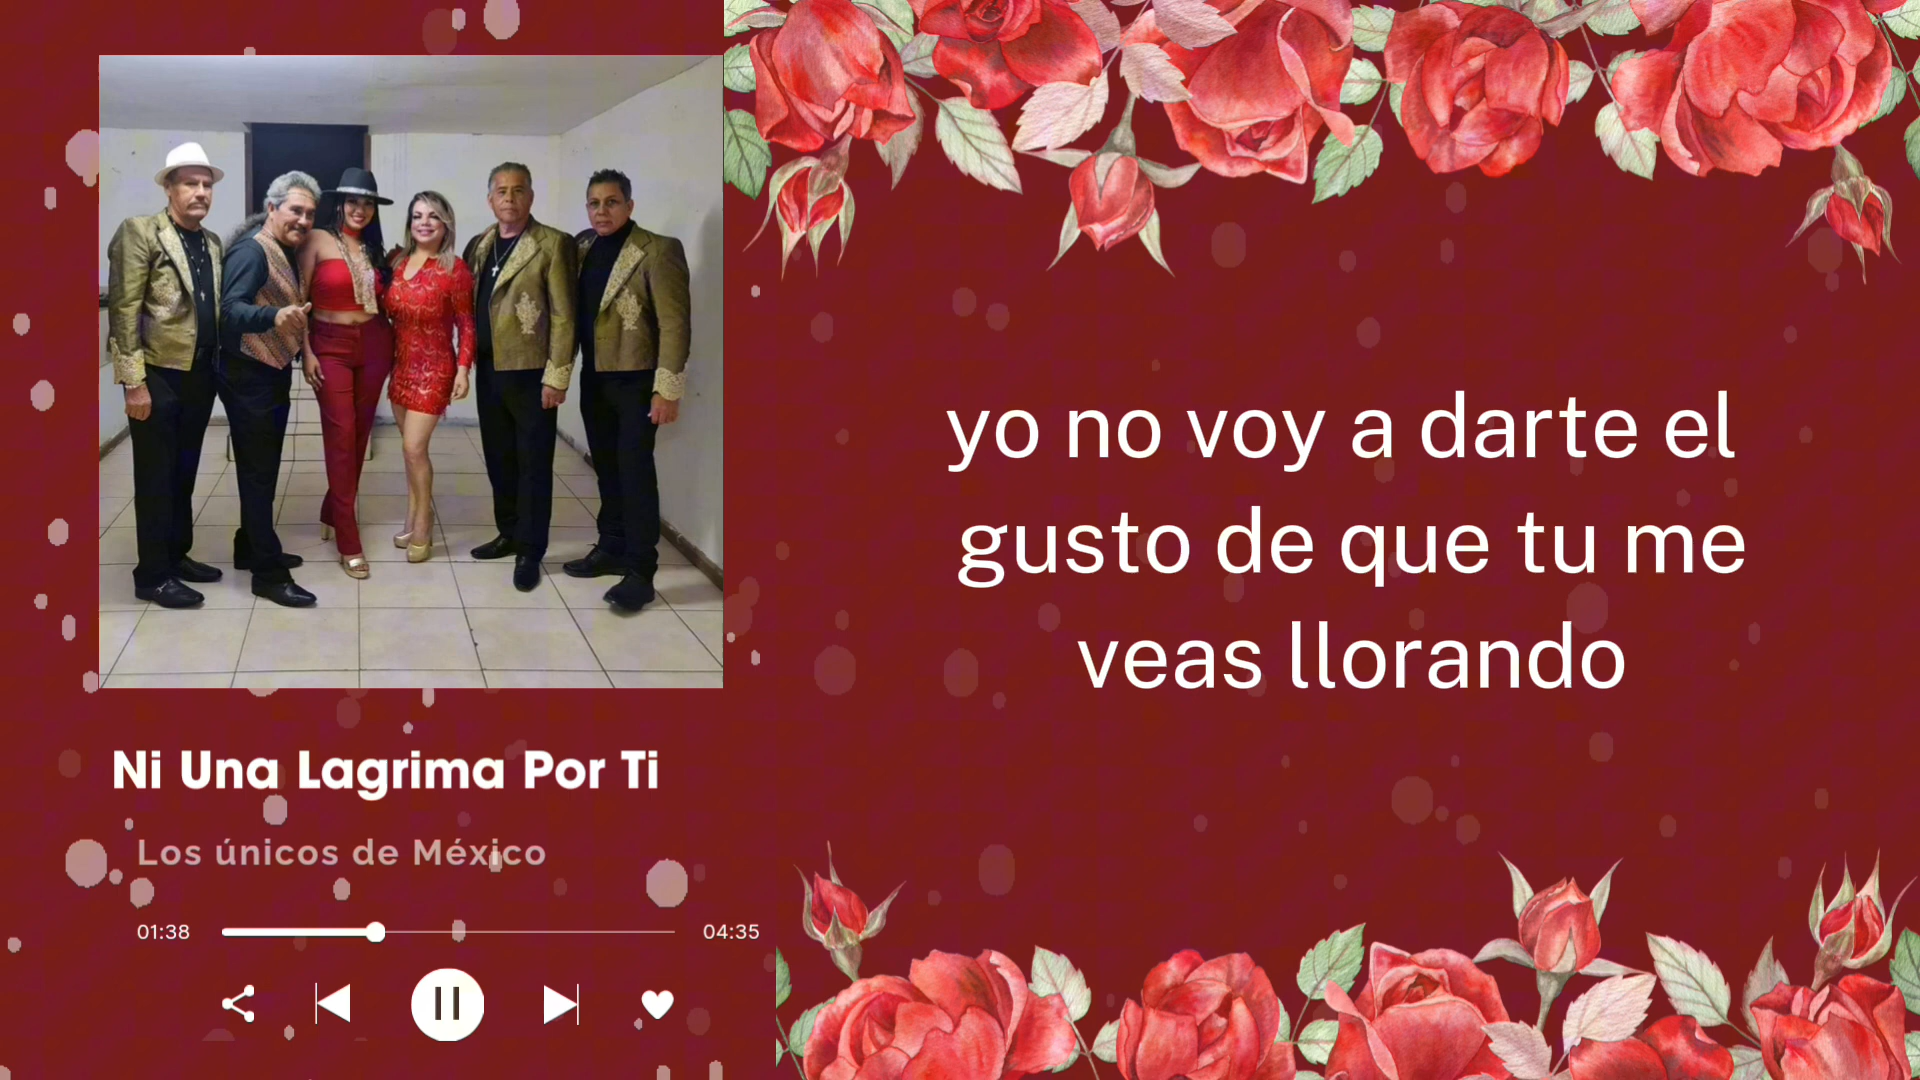 Ni Una Lagrima Por Ti
Los únicos de México
01:38
04:35
yo no voy a darte el
gusto de que tu me
veas llorando